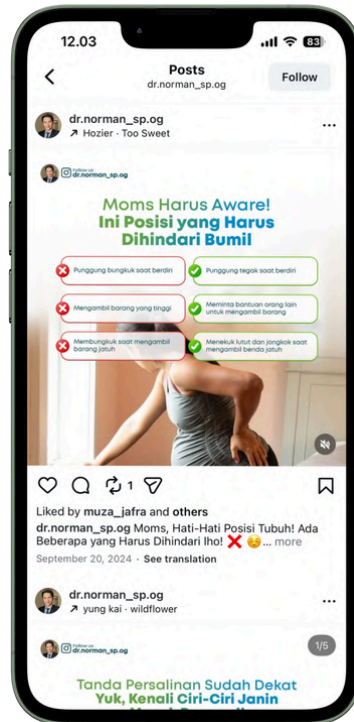 12.03
83
Posts
dr.norman_sp.og
Follow
dr.norman_sp.og
Hozier · Too Sweet
Follow us
dr.norman_sp.og
Moms Harus Aware!
Ini Posisi yang Harus
Dihindari Bumil
Punggung bungkuk saat berdiri
Punggung tegak saat berdiri
Mengambil barang yang tinggi
Meminta bantuan orang lain
untuk mengambil barang
Membungkuk saat mengambil
barang jatuh
Menekuk lutut dan jongkok saat
mengambil benda jatuh
1
Liked by muza_jafra and others
dr.norman_sp.og Moms, Hati-Hati Posisi Tubuh! Ada
Beberapa yang Harus Dihindari lho! ❌ ☺️... more
September 20, 2024 · See translation
dr.norman_sp.og
yung kai · wildflower
1/5
dr.norman_sp.og
Tanda Persalinan Sudah Dekat
Yuk, Kenali Ciri-Ciri Janin